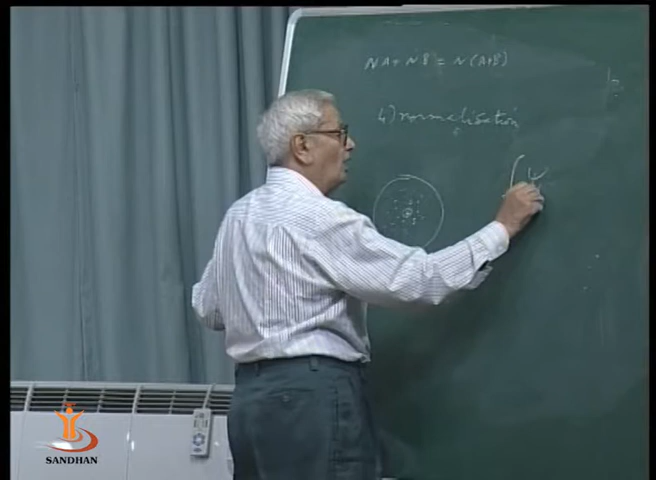 NA + NB = N(A+B)
4) normalisation
∫ψ
SANDHAN